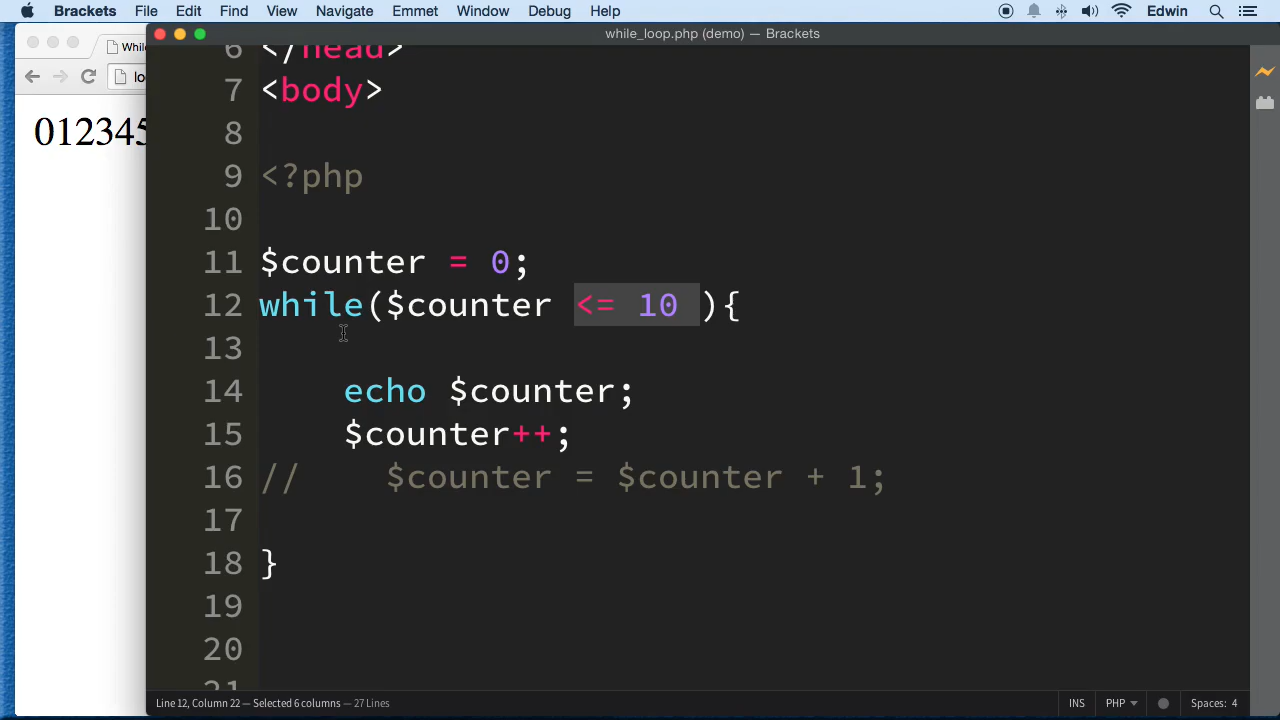 Brackets File Edit Find View Navigate Emmet Window Debug Help Edwin
while_loop.php (demo) — Brackets
While
lo
012345
6 </head>
7 <body>
8
9 <?php
10
11 $counter = 0;
12 while($counter <= 10 ){
13
14 echo $counter;
15 $counter++;
16 // $counter = $counter + 1;
17
18 }
19
20
21
Line 12, Column 22 — Selected 6 columns — 27 Lines INS PHP Spaces: 4